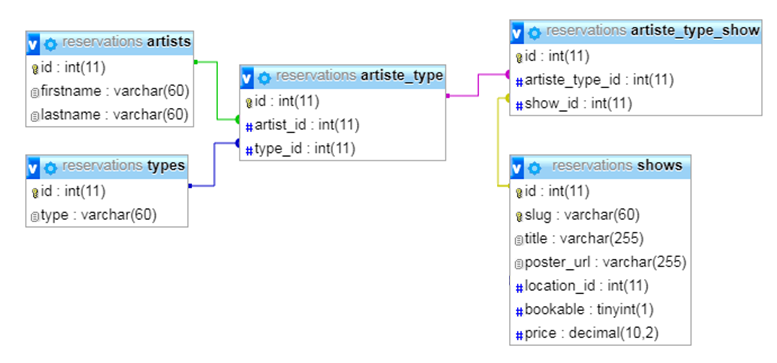 reservations artists
id : int(11)
firstname : varchar(60)
lastname : varchar(60)
reservations types
id : int(11)
type : varchar(60)
reservations artiste_type
id : int(11)
# artist_id : int(11)
# type_id : int(11)
reservations artiste_type_show
id : int(11)
# artiste_type_id : int(11)
# show_id : int(11)
reservations shows
id : int(11)
slug : varchar(60)
title : varchar(255)
poster_url : varchar(255)
# location_id : int(11)
# bookable : tinyint(1)
# price : decimal(10,2)